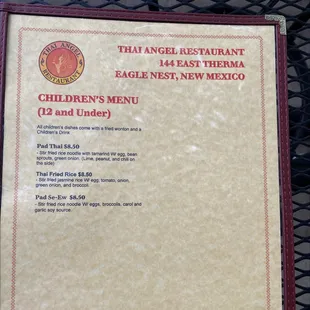 THAI ANGEL
RESTAURANT
THAI ANGEL RESTAURANT
144 EAST THERMA
EAGLE NEST, NEW MEXICO
CHILDREN'S MENU
(12 and Under)
All children's dishes come with a fried wonton and a
Children's Drink
Pad Thai $8.50
- Stir fried rice noodle with tamarind W/ egg, bean
sprouts, green onion. (Lime, peanut, and chili on
the side)
Thai Fried Rice $8.50
- Stir fried jasmine rice W/ egg, tomato, onion,
green onion, and broccoli.
Pad Se-Ew $8.50
- Stir fried rice noodle W/ eggs, broccolis, carrot and
garlic soy source.